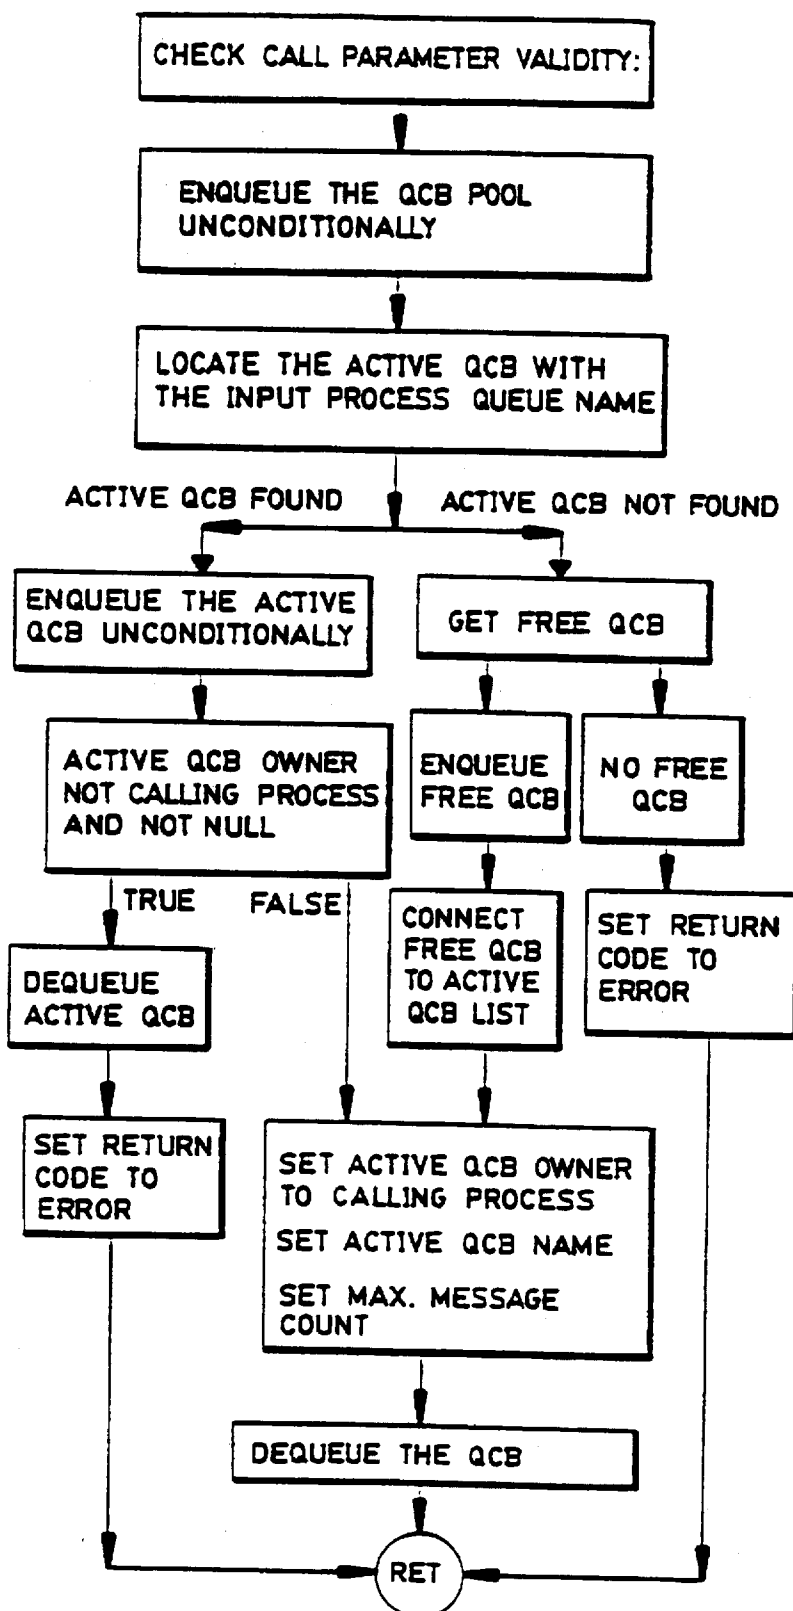 CHECK CALL PARAMETER VALIDITY:
ENQUEUE THE QCB POOL
UNCONDITIONALLY
LOCATE THE ACTIVE QCB WITH
THE INPUT PROCESS QUEUE NAME
ACTIVE QCB FOUND
ACTIVE QCB NOT FOUND
ENQUEUE THE ACTIVE
QCB UNCONDITIONALLY
GET FREE QCB
ACTIVE QCB OWNER
NOT CALLING PROCESS
AND NOT NULL
ENQUEUE
FREE QCB
NO FREE
QCB
TRUE
FALSE
DEQUEUE
ACTIVE QCB
CONNECT
FREE QCB
TO ACTIVE
QCB LIST
SET RETURN
CODE TO
ERROR
SET RETURN
CODE TO
ERROR
SET ACTIVE QCB OWNER
TO CALLING PROCESS
SET ACTIVE QCB NAME
SET MAX. MESSAGE
COUNT
DEQUEUE THE QCB
RET